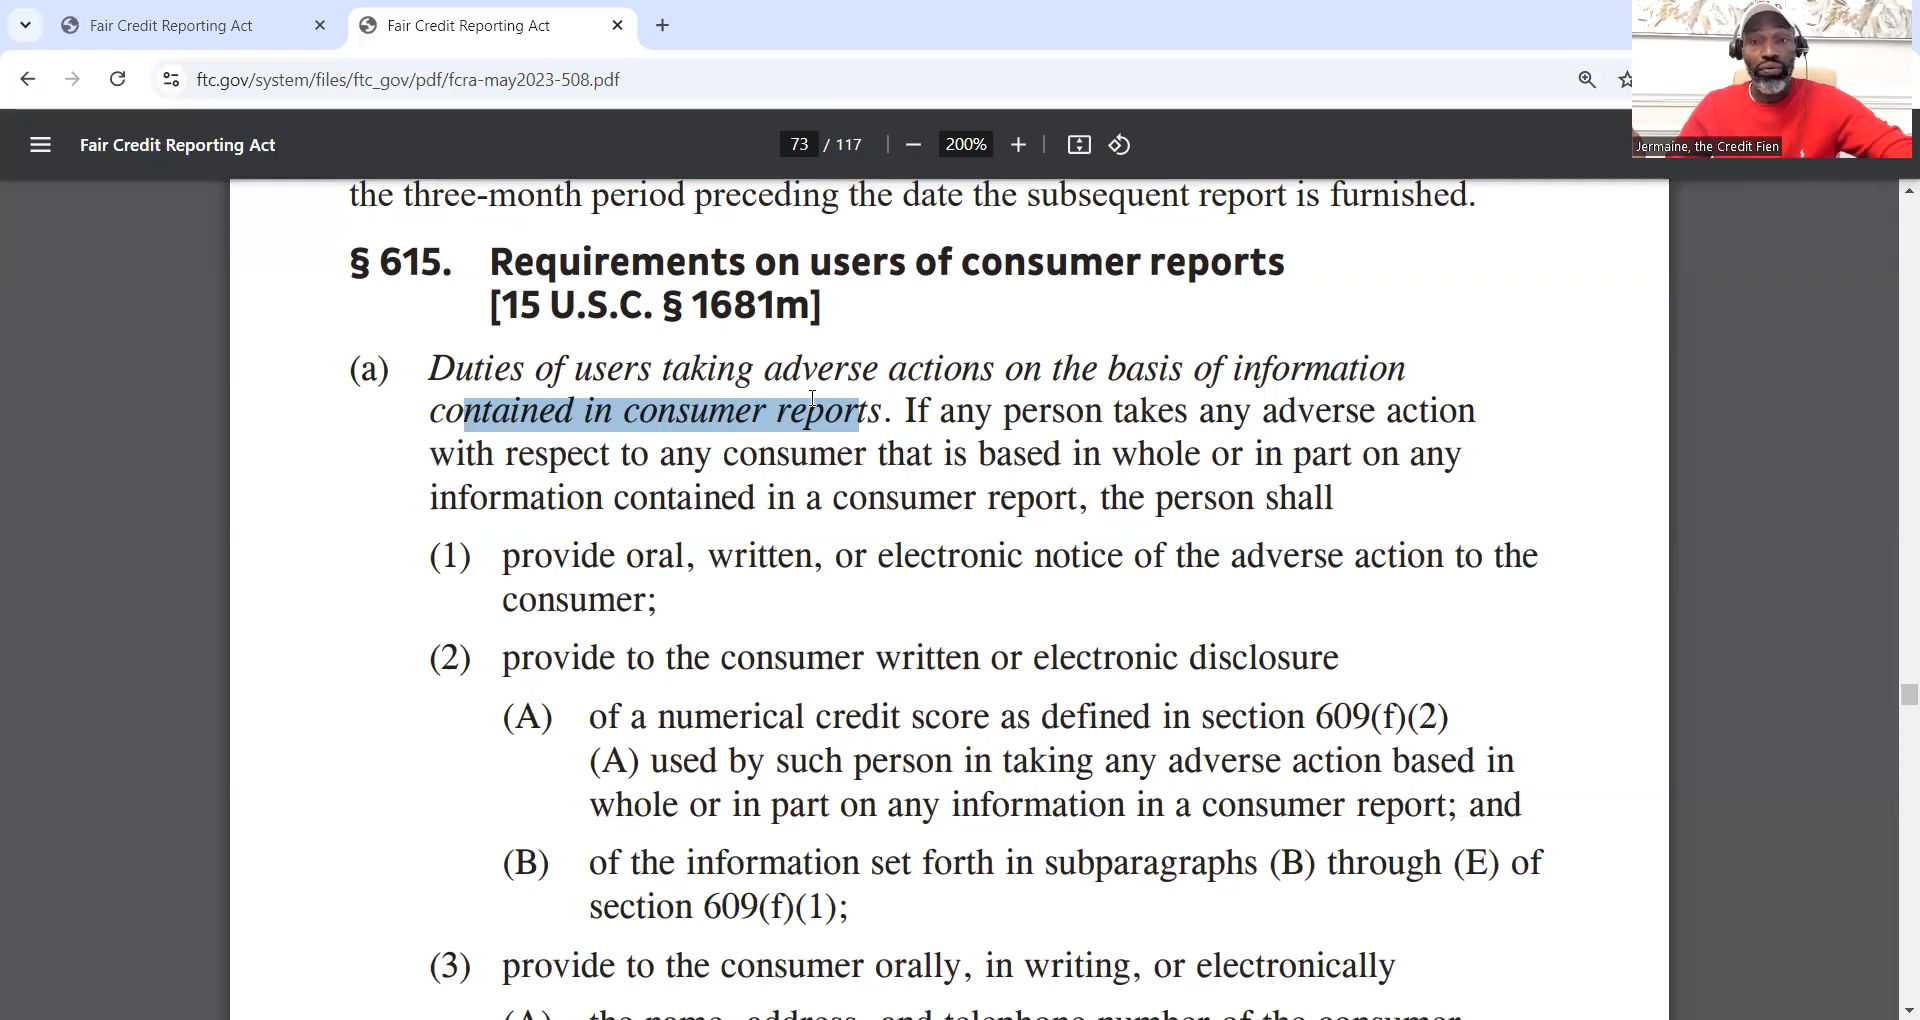 Fair Credit Reporting Act
Fair Credit Reporting Act
ftc.gov/system/files/ftc_gov/pdf/fcra-may2023-508.pdf
Fair Credit Reporting Act
73 / 117
200%
Jermaine, the Credit Fien
the three-month period preceding the date the subsequent report is furnished.
§ 615. Requirements on users of consumer reports
[15 U.S.C. § 1681m]
(a) Duties of users taking adverse actions on the basis of information
contained in consumer reports. If any person takes any adverse action
with respect to any consumer that is based in whole or in part on any
information contained in a consumer report, the person shall
(1) provide oral, written, or electronic notice of the adverse action to the
consumer;
(2) provide to the consumer written or electronic disclosure
(A) of a numerical credit score as defined in section 609(f)(2)
(A) used by such person in taking any adverse action based in
whole or in part on any information in a consumer report; and
(B) of the information set forth in subparagraphs (B) through (E) of
section 609(f)(1);
(3) provide to the consumer orally, in writing, or electronically
(A) the name, address, and telephone number of the consumer